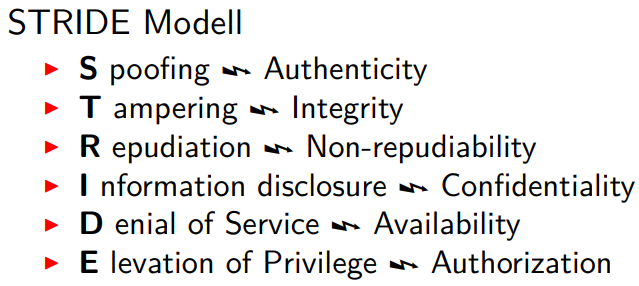 STRIDE Modell
▶ S poofing ↯ Authenticity
▶ T ampering ↯ Integrity
▶ R epudiation ↯ Non-repudiability
▶ I nformation disclosure ↯ Confidentiality
▶ D enial of Service ↯ Availability
▶ E levation of Privilege ↯ Authorization